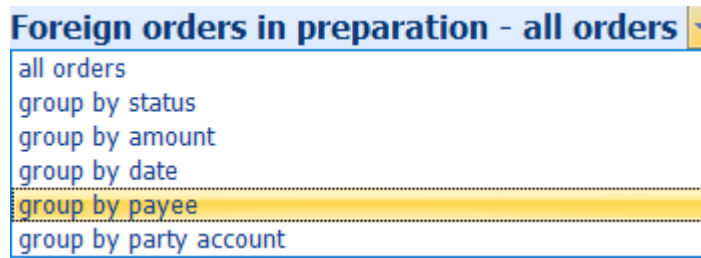 Foreign orders in preparation - all orders
all orders
group by status
group by amount
group by date
group by payee
group by party account